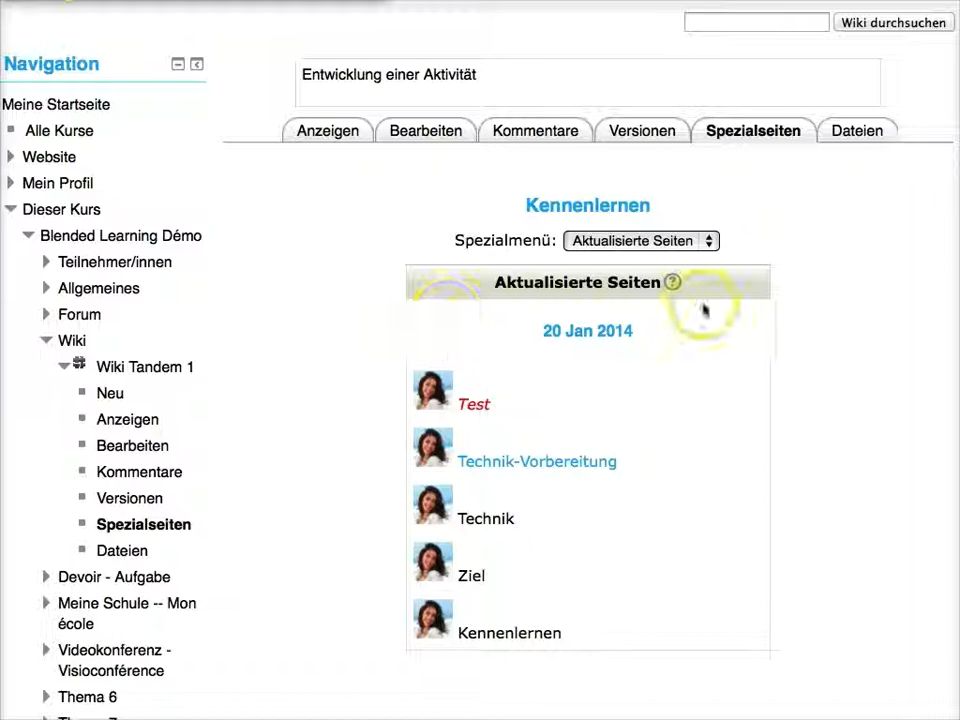 Wiki durchsuchen
Navigation
Meine Startseite
Alle Kurse
Website
Mein Profil
Dieser Kurs
Blended Learning Démo
Teilnehmer/innen
Allgemeines
Forum
Wiki
Wiki Tandem 1
Neu
Anzeigen
Bearbeiten
Kommentare
Versionen
Spezialseiten
Dateien
Devoir - Aufgabe
Meine Schule -- Mon
école
Videokonferenz -
Visioconférence
Thema 6
Entwicklung einer Aktivität
Anzeigen Bearbeiten Kommentare Versionen Spezialseiten Dateien
Kennenlernen
Spezialmenü: Aktualisierte Seiten
Aktualisierte Seiten ?
20 Jan 2014
Test
Technik-Vorbereitung
Technik
Ziel
Kennenlernen